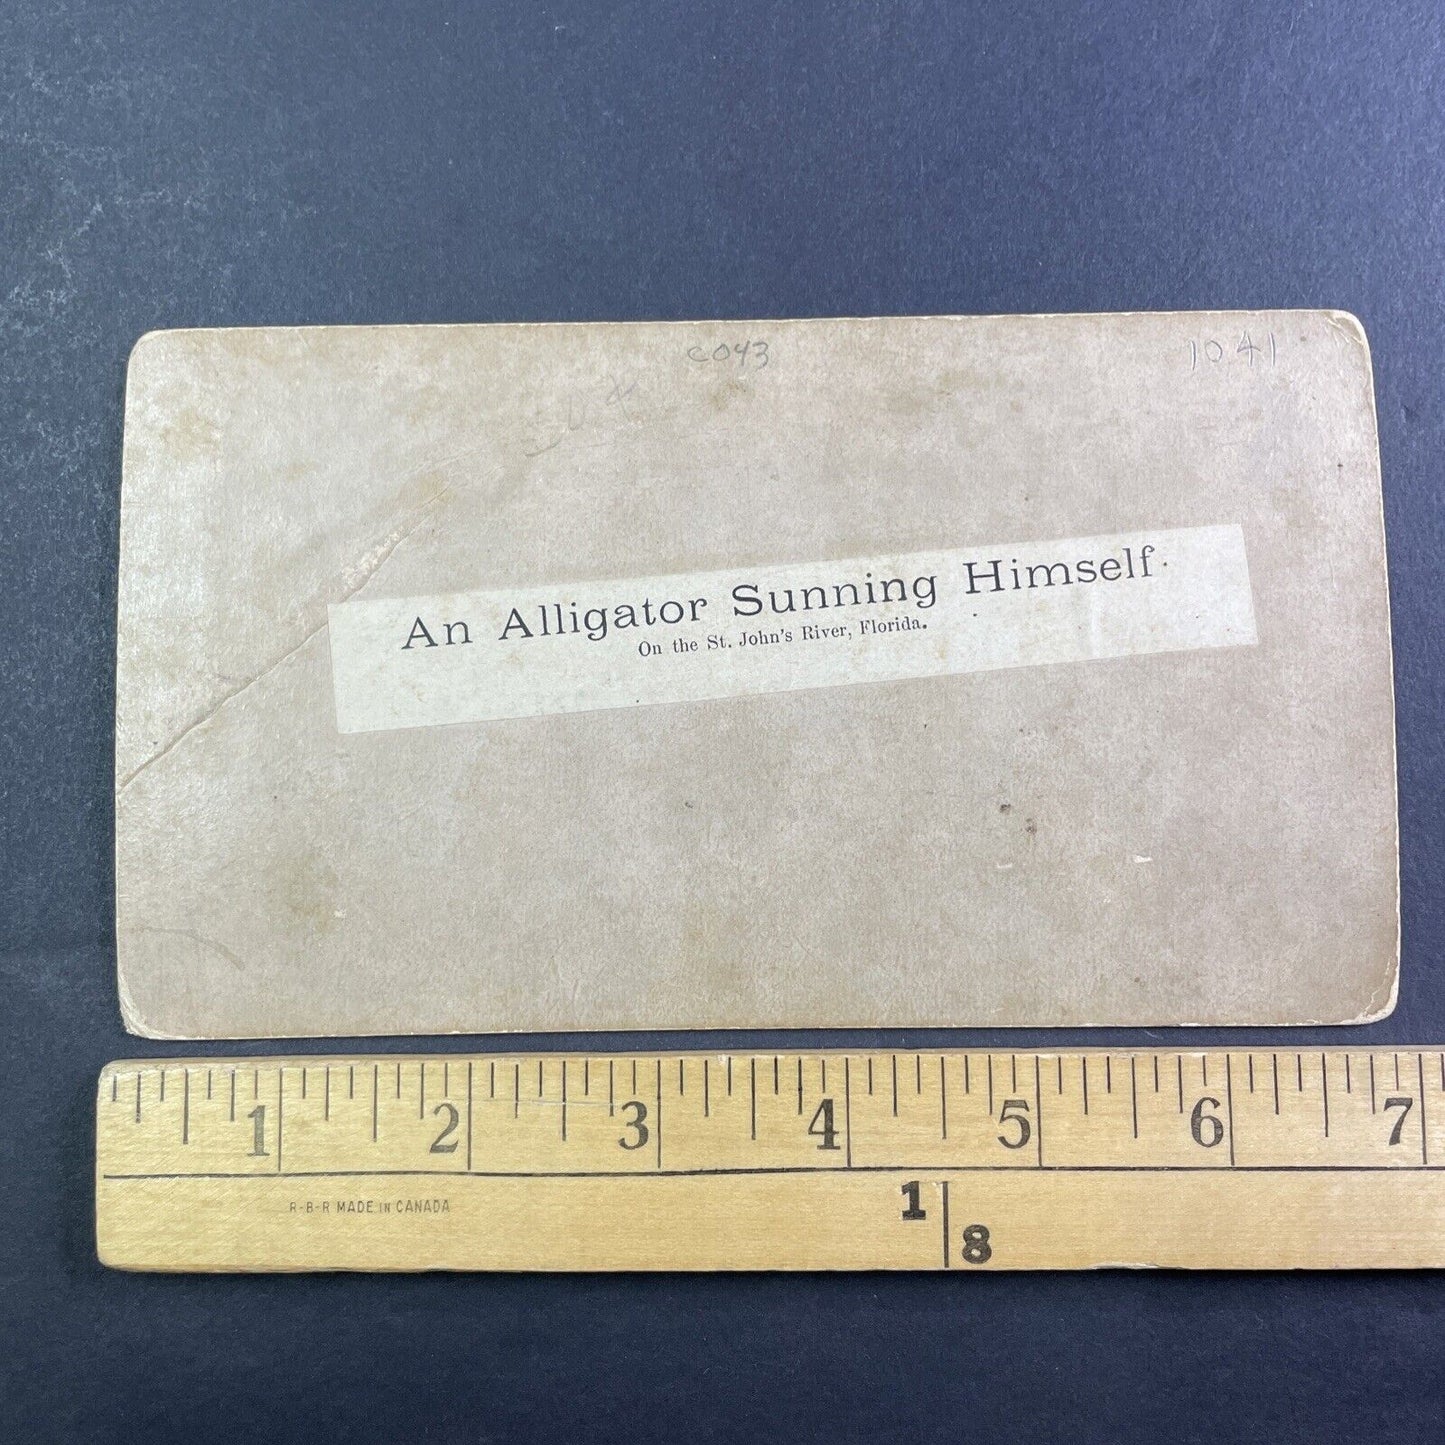 C043
1041
An Alligator Sunning Himself.
On the St. John's River, Florida.
1 2 3 4 5 6 7
R-B-R MADE IN CANADA
1
8